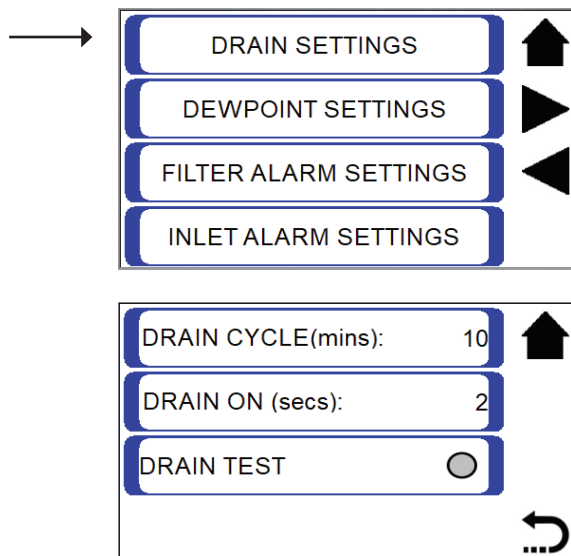 DRAIN SETTINGS
DEWPOINT SETTINGS
FILTER ALARM SETTINGS
INLET ALARM SETTINGS
DRAIN CYCLE(mins): 10
DRAIN ON (secs): 2
DRAIN TEST